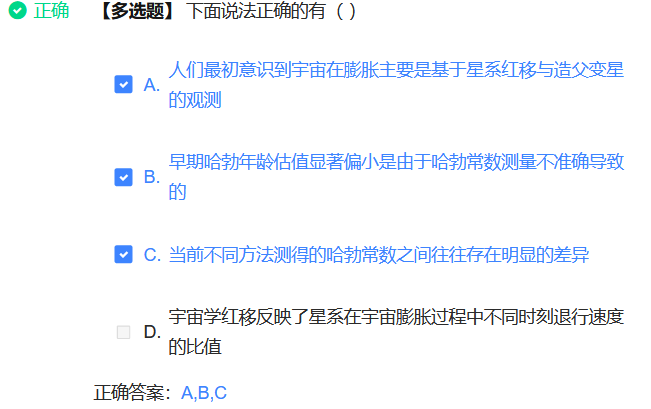 正确 【多选题】 下面说法正确的有（ ）
A. 人们最初意识到宇宙在膨胀主要是基于星系红移与造父变星
的观测
B. 早期哈勃年龄估值显著偏小是由于哈勃常数测量不准确导致
的
C. 当前不同方法测得的哈勃常数之间往往存在明显的差异
D. 宇宙学红移反映了星系在宇宙膨胀过程中不同时刻退行速度
的比值
正确答案：A,B,C